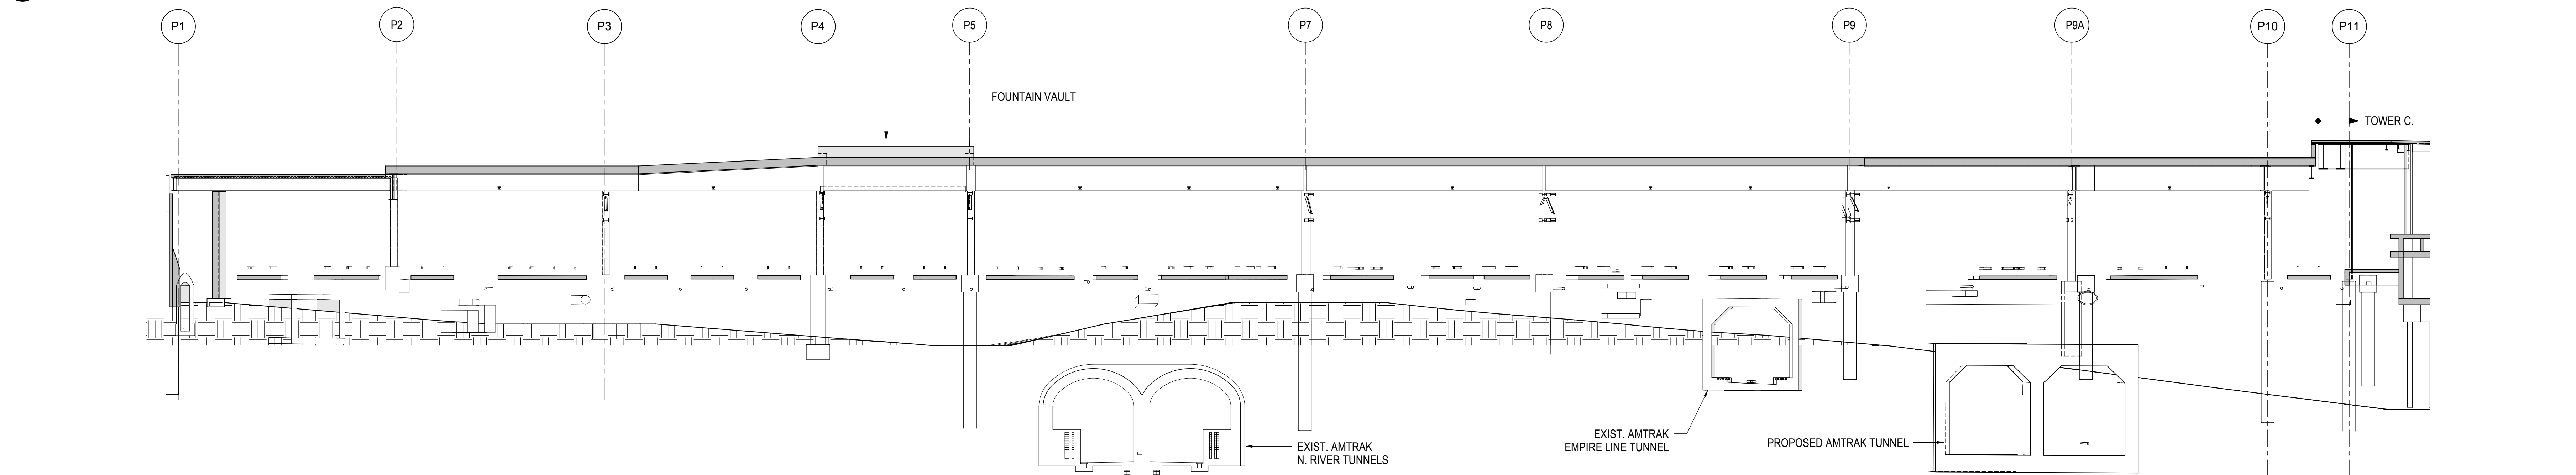 P1
P2
P3
P4
P5
P7
P8
P9
P9A
P10
P11
FOUNTAIN VAULT
TOWER C.
EXIST. AMTRAK
N. RIVER TUNNELS
EXIST. AMTRAK
EMPIRE LINE TUNNEL
PROPOSED AMTRAK TUNNEL